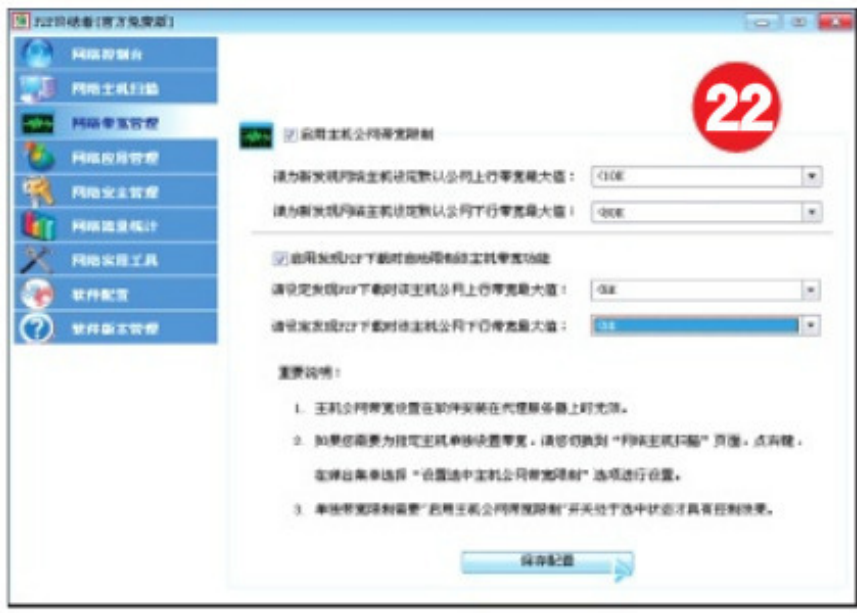 P2P终结者[官方免费版]
网络控制台
网络主机扫描
网络带宽管理
网络应用管理
网络安全管理
网络流量统计
网络实用工具
软件配置
软件版本管理
22
启用主机公网带宽限制
请为新发现网络主机设定默认公网上行带宽最大值：
请为新发现网络主机设定默认公网下行带宽最大值：
启用发现P2P下载时自动限制该主机带宽功能
请设定发现P2P下载时该主机公网上行带宽最大值：
请设定发现P2P下载时该主机公网下行带宽最大值：
重要说明：
1. 主机公网带宽设置在软件安装在代理服务器上时无效。
2. 如果您需要为指定主机单独设置带宽，请您切换到“网络主机扫描”页面，点右键，
在弹出菜单选择“设置选中主机公网带宽限制”选项进行设置。
3. 单独带宽限制需要“启用主机公网带宽限制”开关处于选中状态才具有控制效果。
保存配置